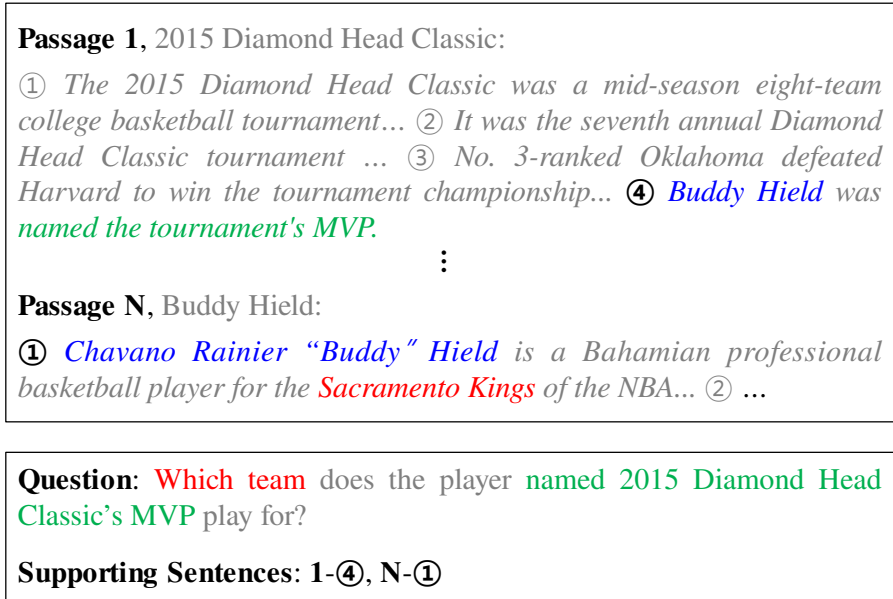 Passage 1, 2015 Diamond Head Classic:
① The 2015 Diamond Head Classic was a mid-season eight-team
college basketball tournament… ② It was the seventh annual Diamond
Head Classic tournament … ③ No. 3-ranked Oklahoma defeated
Harvard to win the tournament championship... ④ Buddy Hield was
named the tournament's MVP.
⋮
Passage N, Buddy Hield:
① Chavano Rainier “Buddy” Hield is a Bahamian professional
basketball player for the Sacramento Kings of the NBA... ② …
Question: Which team does the player named 2015 Diamond Head
Classic’s MVP play for?
Supporting Sentences: 1-④, N-①